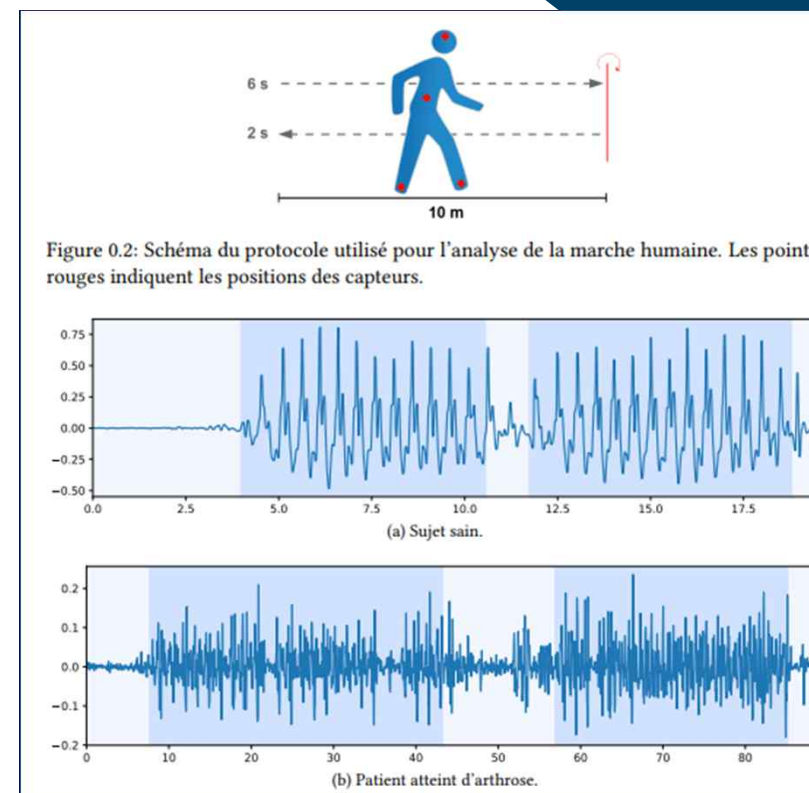 6 s
2 s
10 m
Figure 0.2: Schéma du protocole utilisé pour l'analyse de la marche humaine. Les point
rouges indiquent les positions des capteurs.
0.75
0.50
0.25
0.00
−0.25
−0.50
0.0 2.5 5.0 7.5 10.0 12.5 15.0 17.5
(a) Sujet sain.
0.2
0.1
0.0
−0.1
−0.2
0 10 20 30 40 50 60 70 80
(b) Patient atteint d'arthrose.